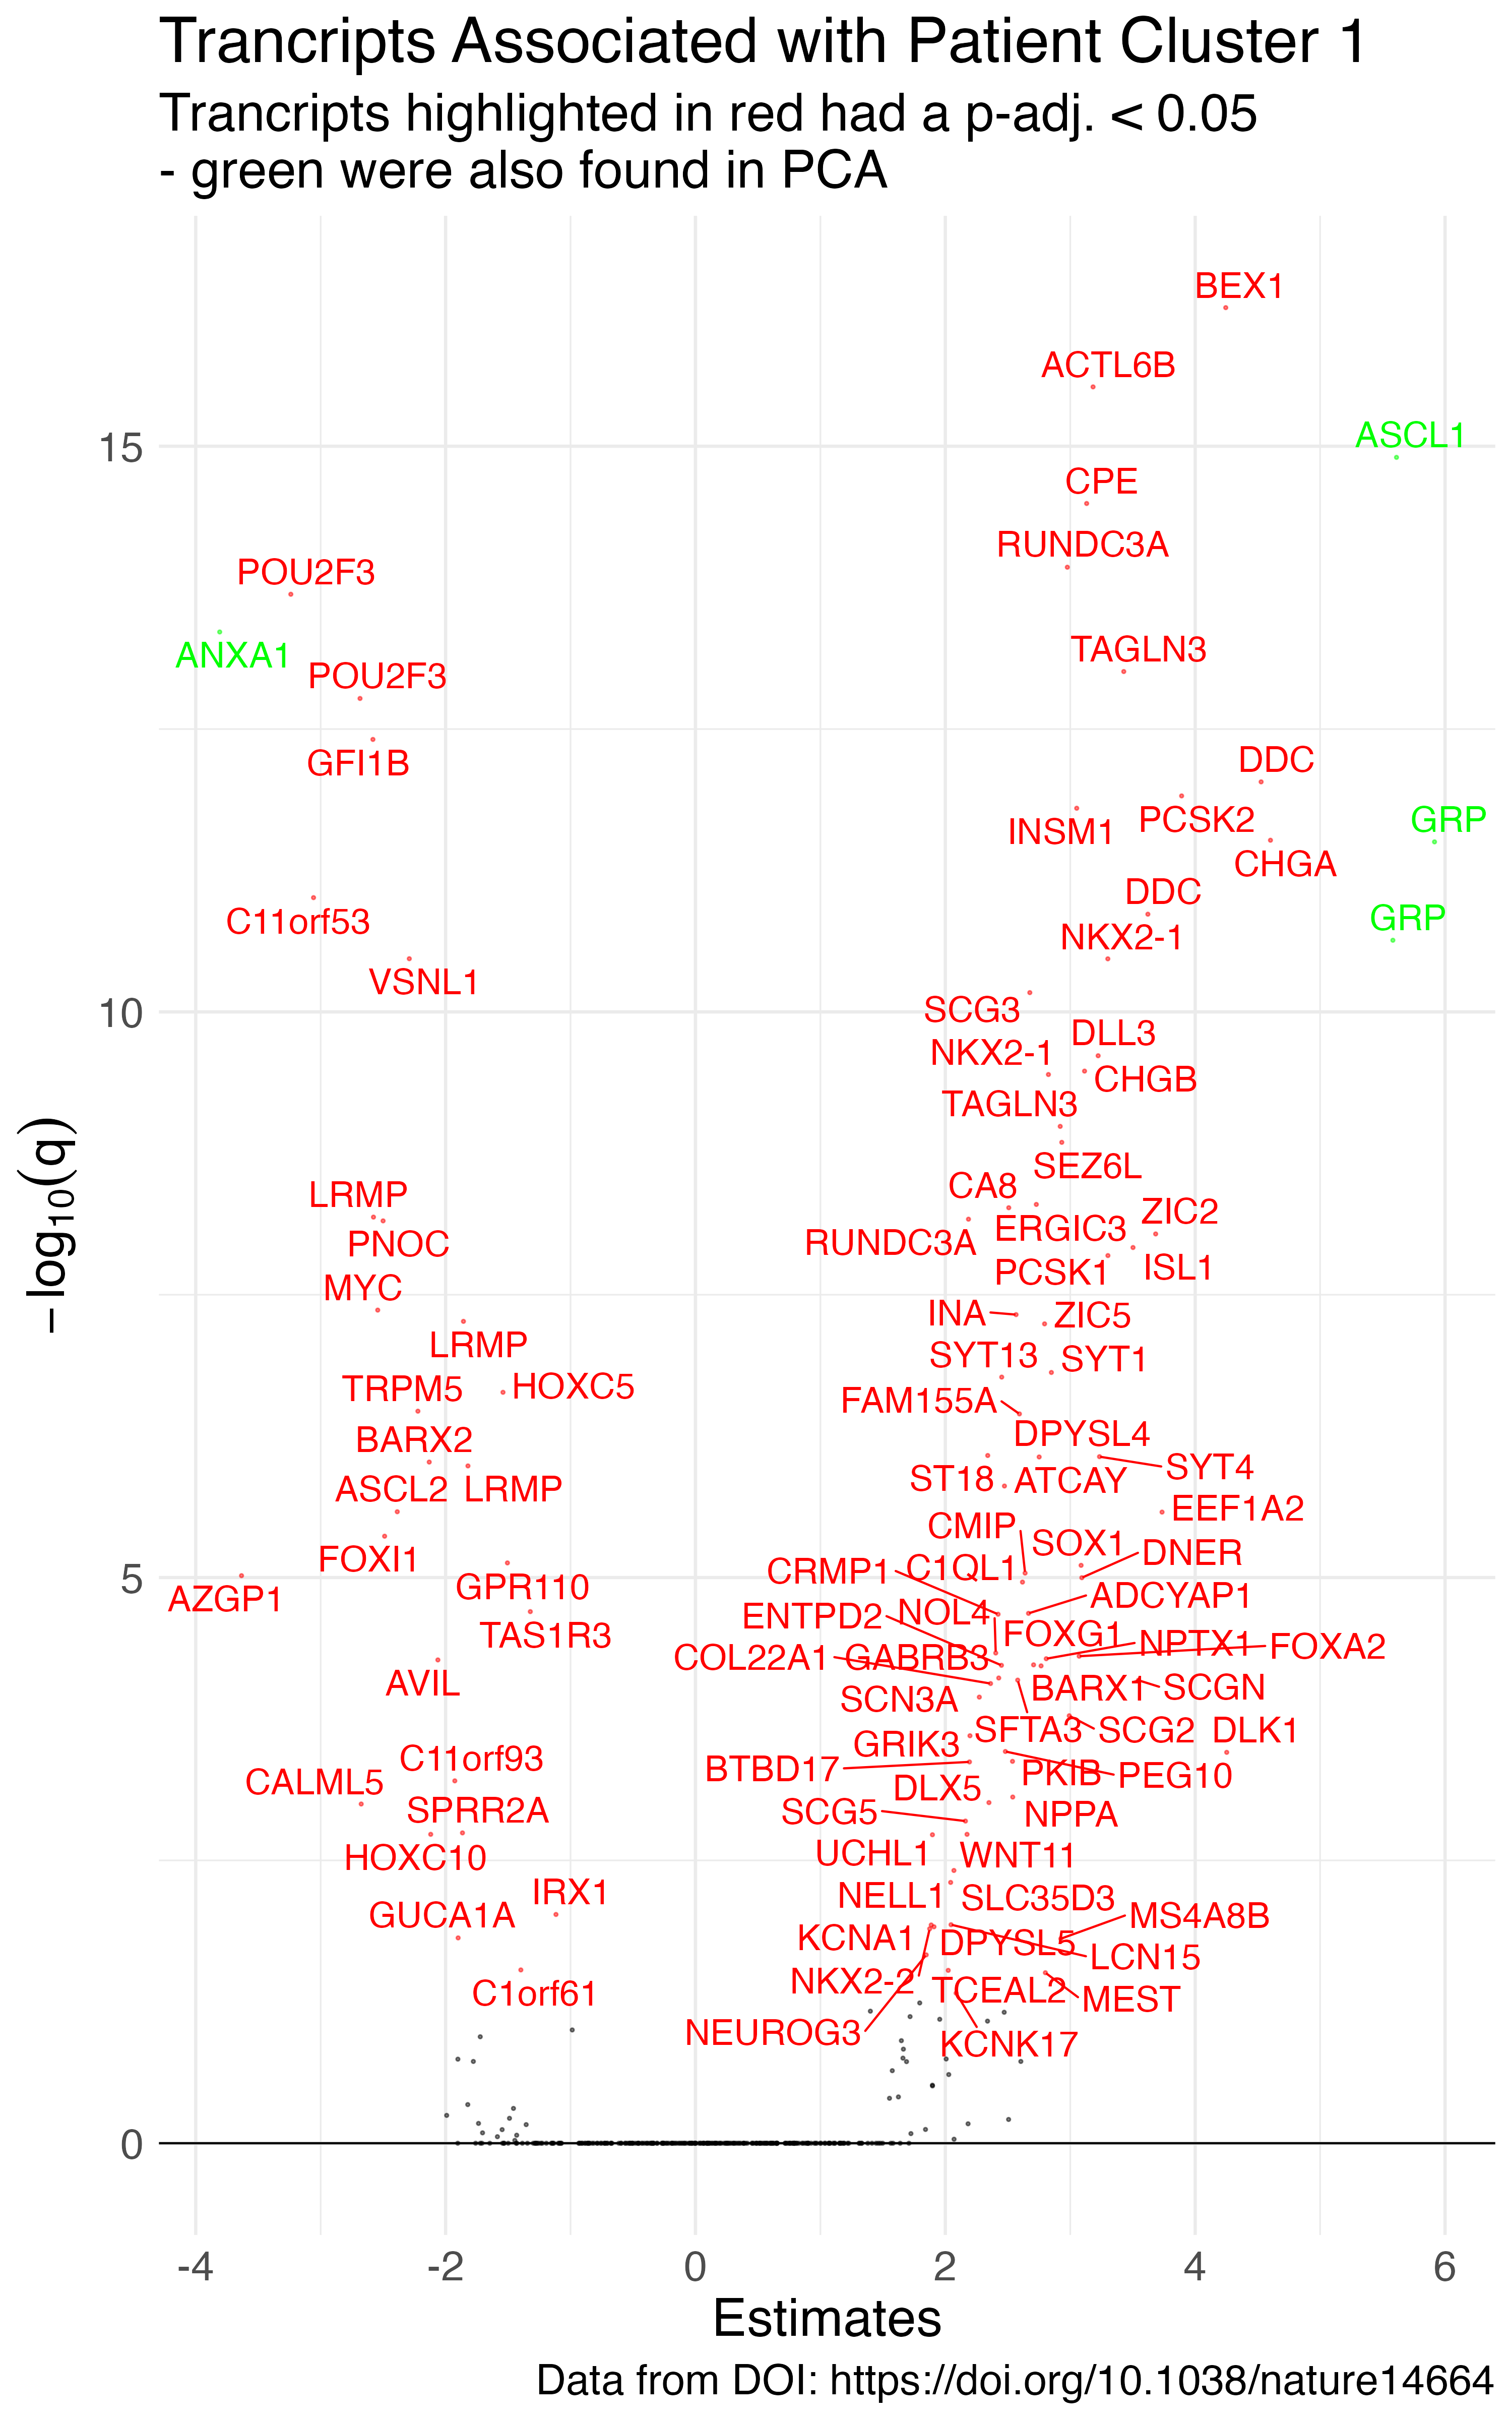 Trancripts Associated with Patient Cluster 1
Trancripts highlighted in red had a p-adj. < 0.05
- green were also found in PCA
BEX1
ACTL6B
15
ASCL1
CPE
RUNDC3A
POU2F3
ANXA1
TAGLN3
POU2F3
GFI1B
DDC
PCSK2
GRP
INSM1
CHGA
DDC
C11orf53
GRP
NKX2-1
VSNL1
10
SCG3
DLL3
NKX2-1
CHGB
TAGLN3
SEZ6L
CA8
LRMP
ZIC2
ERGIC3
RUNDC3A
PNOC
ISL1
PCSK1
MYC
INA
ZIC5
LRMP
SYT13
SYT1
TRPM5
HOXC5
FAM155A
DPYSL4
BARX2
SYT4
ST18
ATCAY
ASCL2
LRMP
EEF1A2
CMIP
SOX1
DNER
FOXI1
C1QL1
CRMP1
5
GPR110
AZGP1
ADCYAP1
NOL4
ENTPD2
TAS1R3
FOXG1
NPTX1
FOXA2
COL22A1
GABRB3
AVIL
BARX1
SCGN
SCN3A
SFTA3
SCG2
DLK1
GRIK3
C11orf93
BTBD17
PKIB
PEG10
CALML5
DLX5
SPRR2A
SCG5
NPPA
HOXC10
UCHL1
WNT11
IRX1
NELL1
SLC35D3
GUCA1A
MS4A8B
KCNA1
DPYSL5
LCN15
NKX2-2
TCEAL2
C1orf61
MEST
NEUROG3
KCNK17
0
−log10(q)
-4 -2 0 2 4 6
Estimates
Data from DOI: https://doi.org/10.1038/nature14664